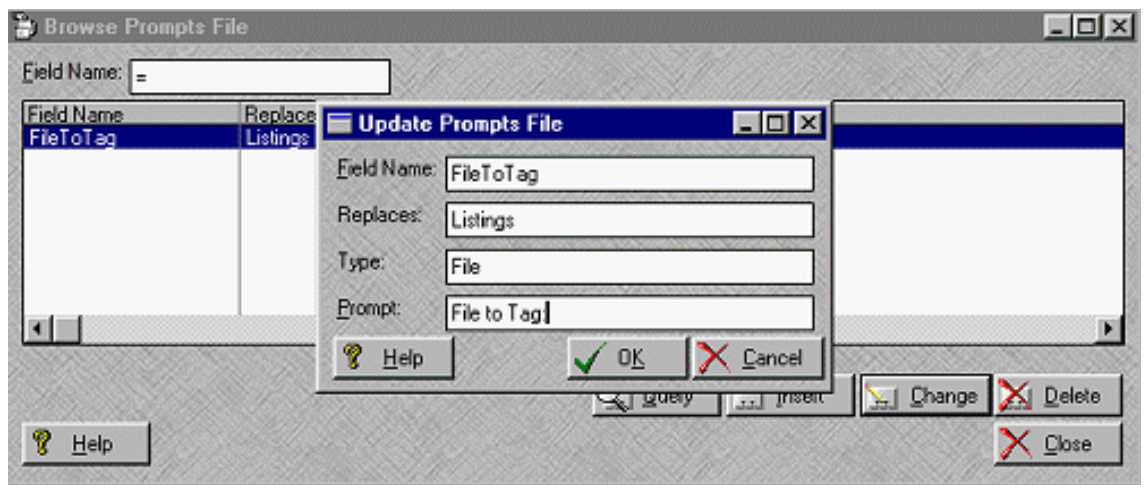 Browse Prompts File
Field Name: =
Field Name Replace
FileToTag Listings
Update Prompts File
Field Name: FileToTag
Replaces: Listings
Type: File
Prompt: File to Tag:
Help OK Cancel
Query Insert Change Delete
Help Close